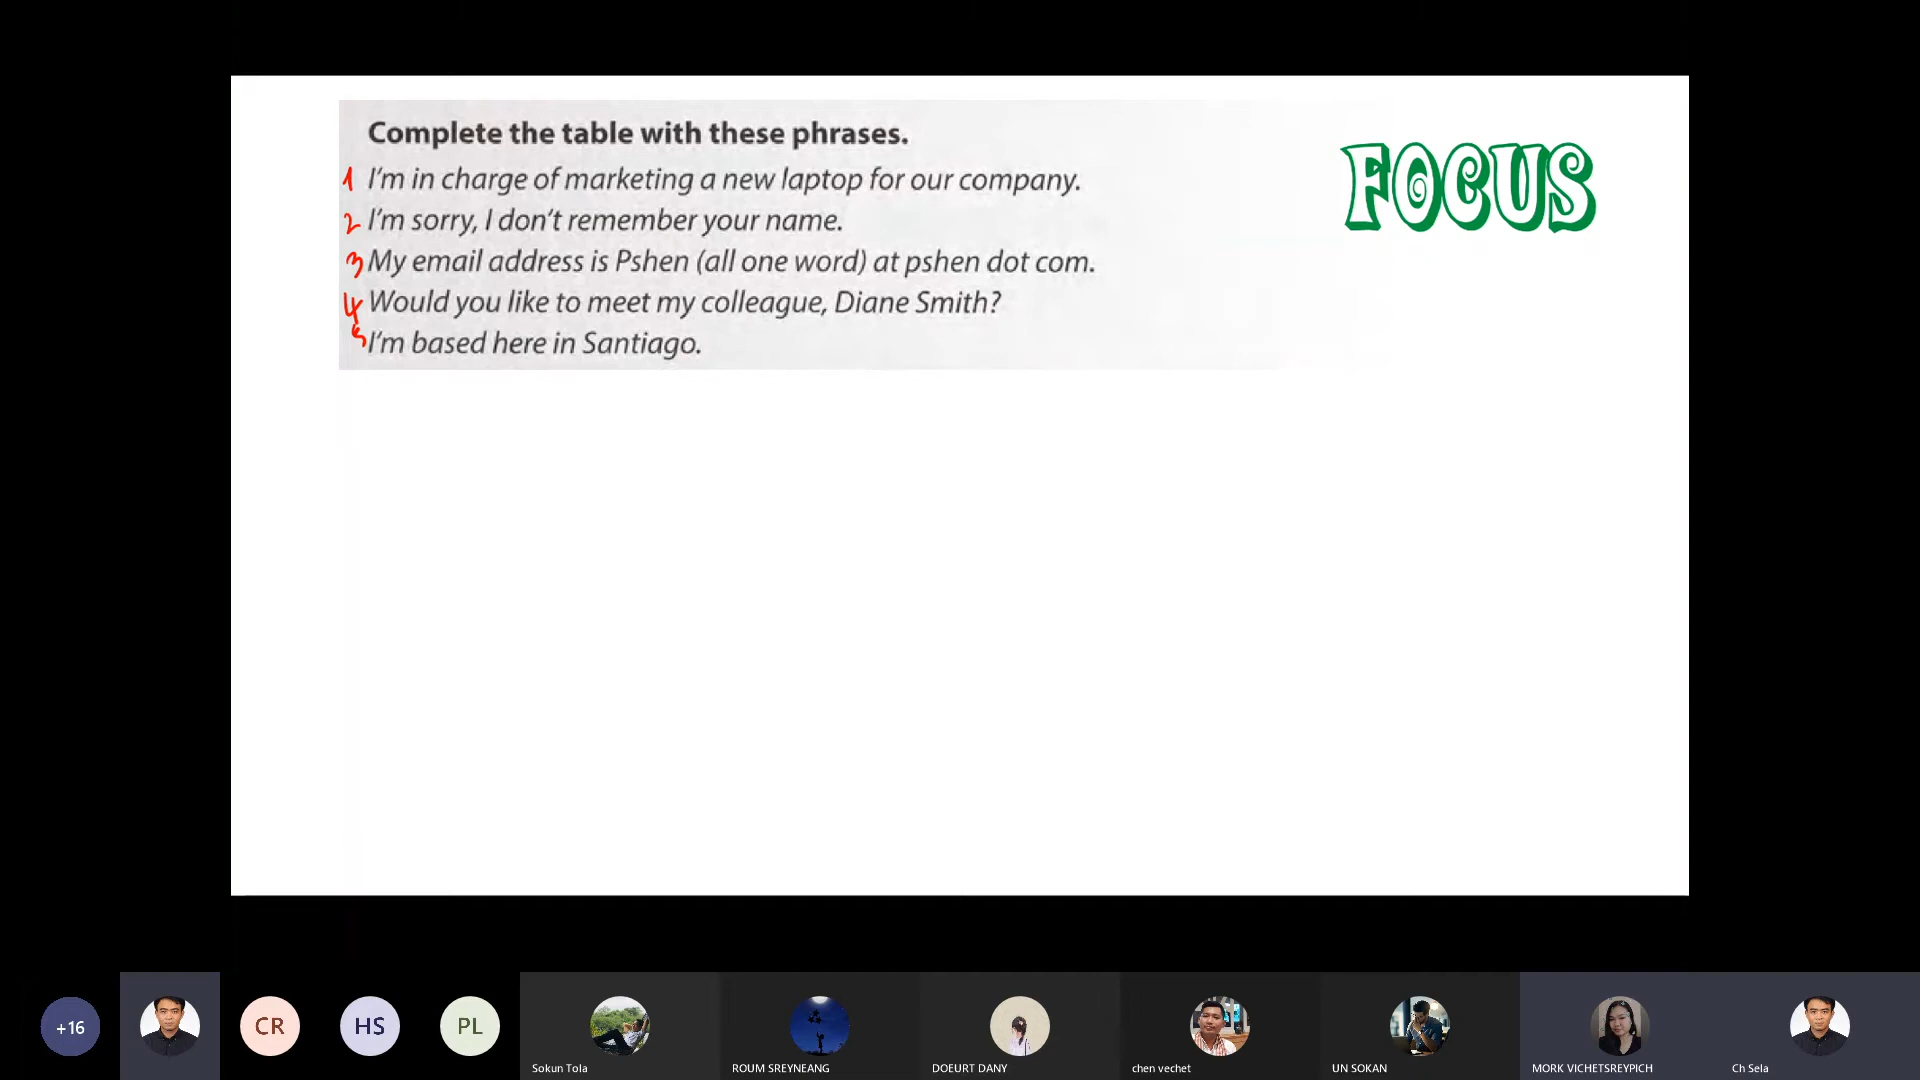 Complete the table with these phrases.
FOCUS
1 I'm in charge of marketing a new laptop for our company.
2 I'm sorry, I don't remember your name.
3 My email address is Pshen (all one word) at pshen dot com.
4 Would you like to meet my colleague, Diane Smith?
5 I'm based here in Santiago.
+16
CR
HS
PL
Sokun Tola
ROUM SREYNEANG
DOEURT DANY
chen vechet
UN SOKAN
MORK VICHETSREYPICH
Ch Sela